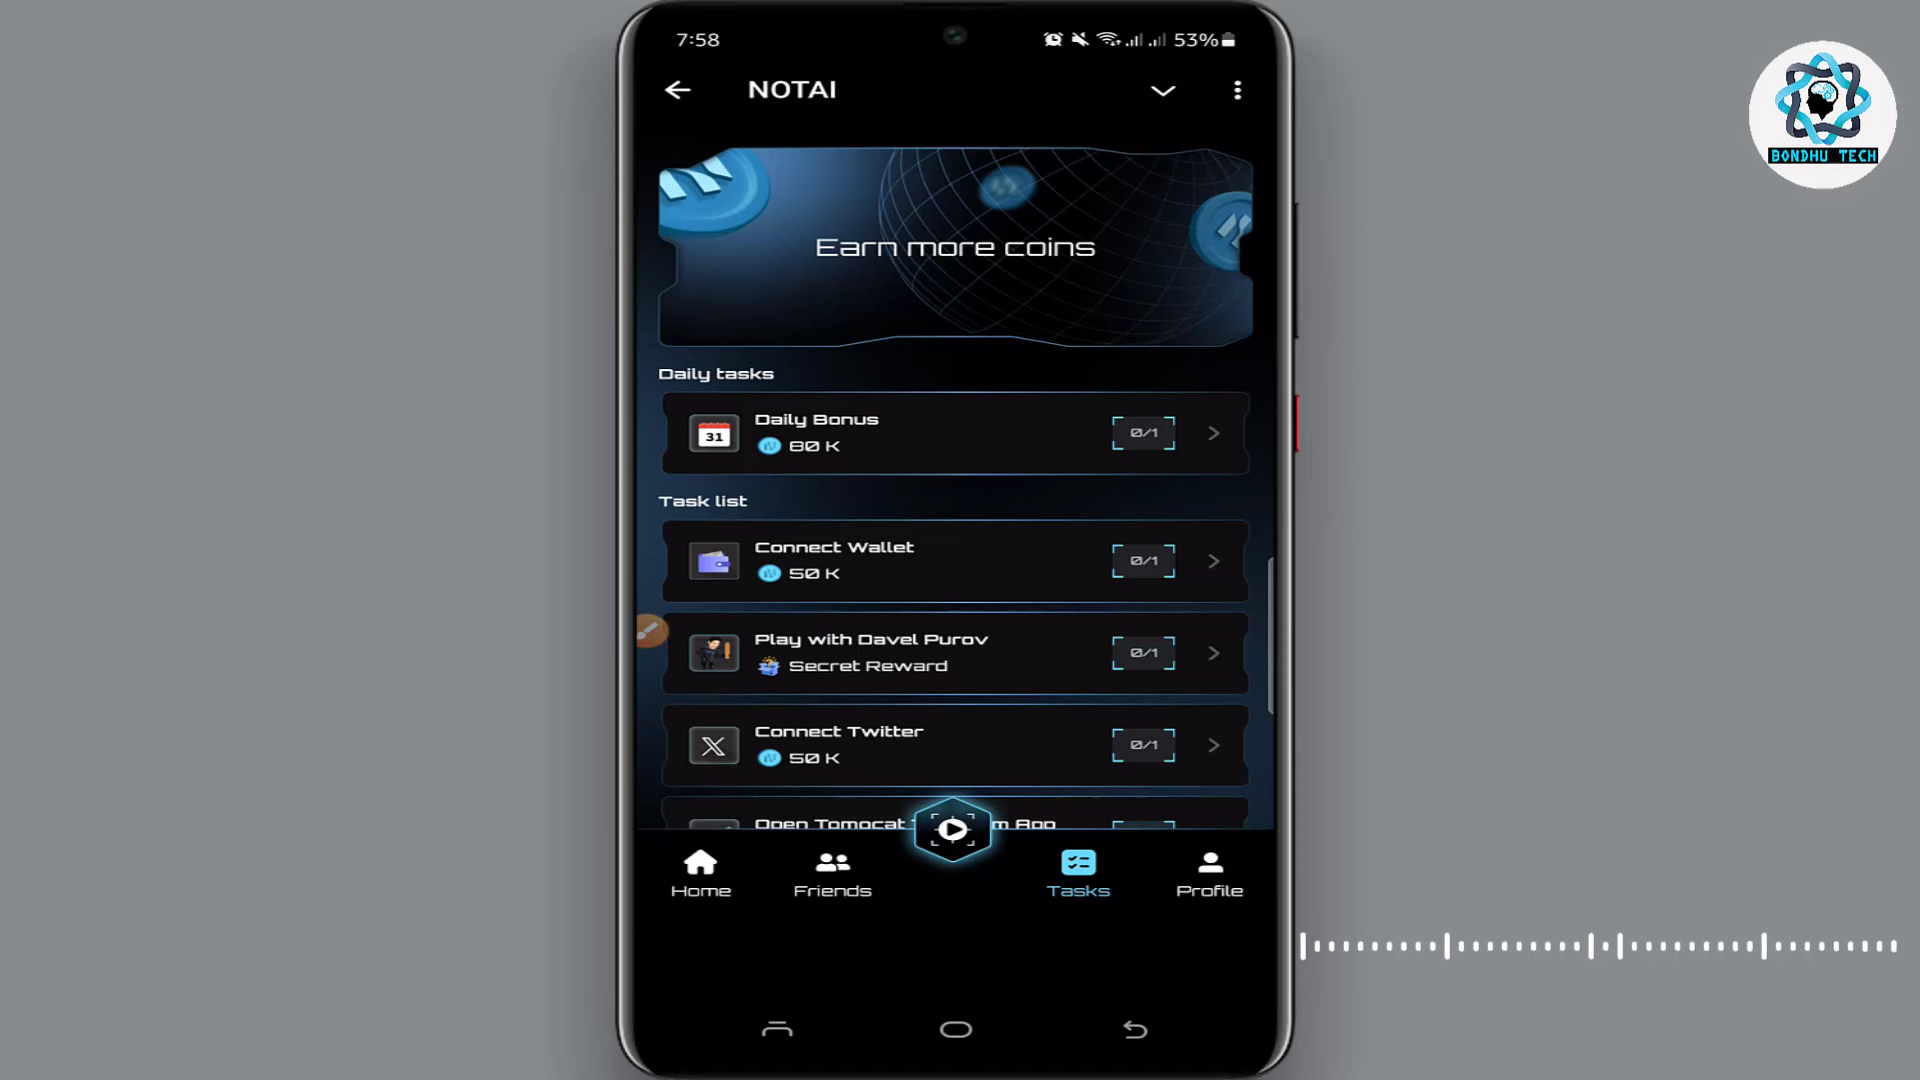 7:58
53%
NOTAI
BONDHU TECH
Earn more coins
Daily tasks
31
Daily Bonus
80 K
0/1
Task list
Connect Wallet
50 K
0/1
Play with Davel Purov
Secret Reward
0/1
Connect Twitter
50 K
0/1
Open Tomocat
App
Home
Friends
Tasks
Profile